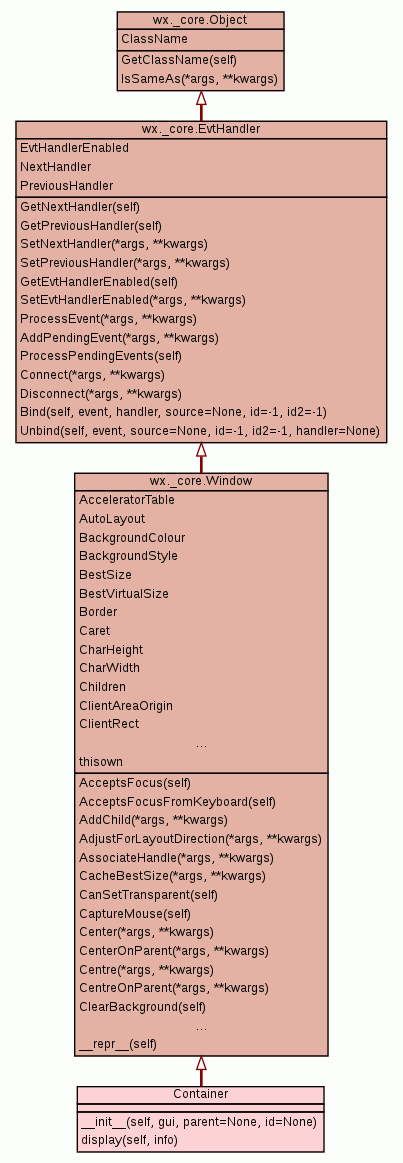 wx._core.Object
ClassName
GetClassName(self)
IsSameAs(*args, **kwargs)
wx._core.EvtHandler
EvtHandlerEnabled
NextHandler
PreviousHandler
GetNextHandler(self)
GetPreviousHandler(self)
SetNextHandler(*args, **kwargs)
SetPreviousHandler(*args, **kwargs)
GetEvtHandlerEnabled(self)
SetEvtHandlerEnabled(*args, **kwargs)
ProcessEvent(*args, **kwargs)
AddPendingEvent(*args, **kwargs)
ProcessPendingEvents(self)
Connect(*args, **kwargs)
Disconnect(*args, **kwargs)
Bind(self, event, handler, source=None, id=-1, id2=-1)
Unbind(self, event, source=None, id=-1, id2=-1, handler=None)
wx._core.Window
AcceleratorTable
AutoLayout
BackgroundColour
BackgroundStyle
BestSize
BestVirtualSize
Border
Caret
CharHeight
CharWidth
Children
ClientAreaOrigin
ClientRect
...
thisown
AcceptsFocus(self)
AcceptsFocusFromKeyboard(self)
AddChild(*args, **kwargs)
AdjustForLayoutDirection(*args, **kwargs)
AssociateHandle(*args, **kwargs)
CacheBestSize(*args, **kwargs)
CanSetTransparent(self)
CaptureMouse(self)
Center(*args, **kwargs)
CenterOnParent(*args, **kwargs)
Centre(*args, **kwargs)
CentreOnParent(*args, **kwargs)
ClearBackground(self)
...
__repr__(self)
Container
__init__(self, gui, parent=None, id=None)
display(self, info)